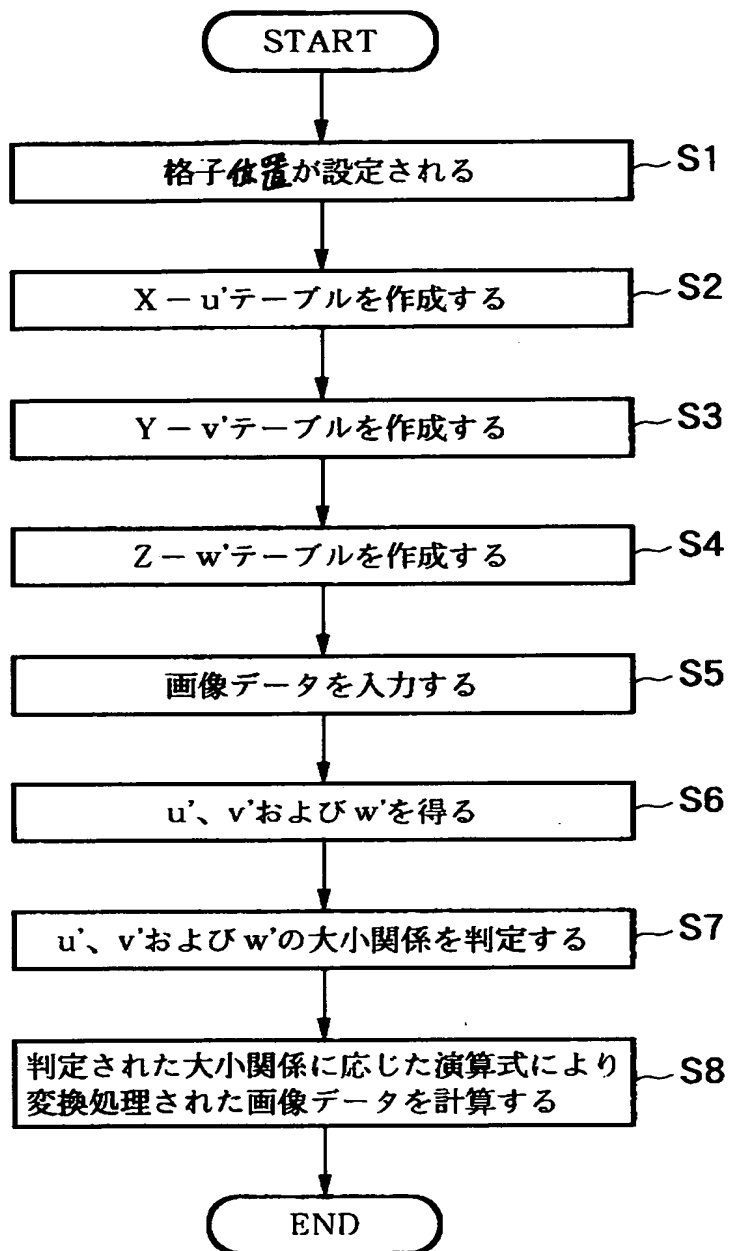 START
格子位置が設定される
S1
X－u'テーブルを作成する
S2
Y－v'テーブルを作成する
S3
Z－w'テーブルを作成する
S4
画像データを入力する
S5
u'、v'およびw'を得る
S6
u'、v'およびw'の大小関係を判定する
S7
判定された大小関係に応じた演算式により
変換処理された画像データを計算する
S8
END